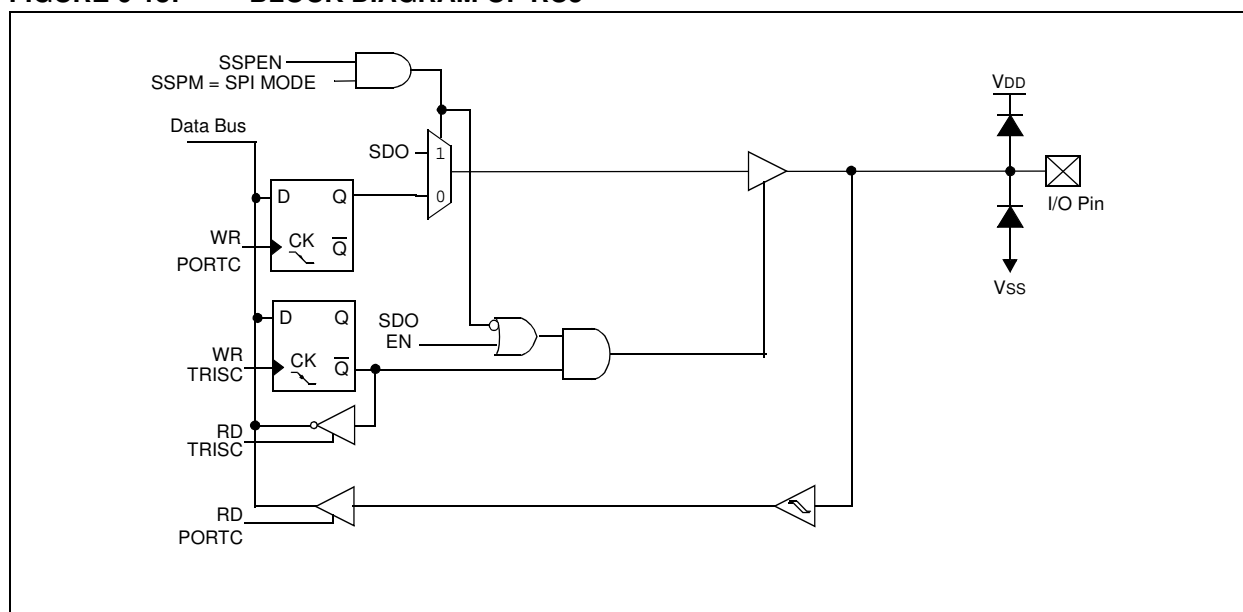 SSPEN
SSPM = SPI MODE
VDD
Data Bus
SDO
1
0
I/O Pin
D
Q
WR
PORTC
CK
Q
VSS
D
Q
SDO
EN
WR
TRISC
CK
Q
RD
TRISC
RD
PORTC